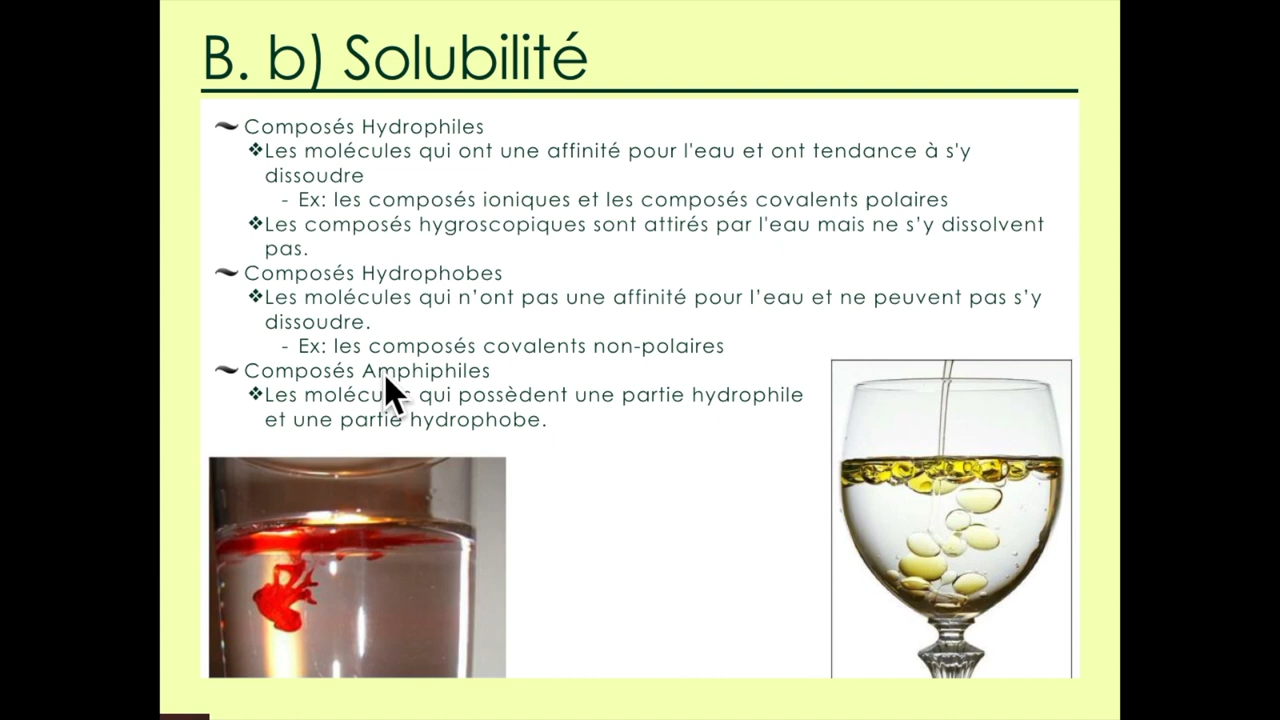 B. b) Solubilité
Composés Hydrophiles
❖Les molécules qui ont une affinité pour l'eau et ont tendance à s'y
dissoudre
- Ex: les composés ioniques et les composés covalents polaires
❖Les composés hygroscopiques sont attirés par l'eau mais ne s’y dissolvent
pas.
Composés Hydrophobes
❖Les molécules qui n’ont pas une affinité pour l’eau et ne peuvent pas s’y
dissoudre.
- Ex: les composés covalents non-polaires
Composés Amphiphiles
❖Les molécules qui possèdent une partie hydrophile
et une partie hydrophobe.